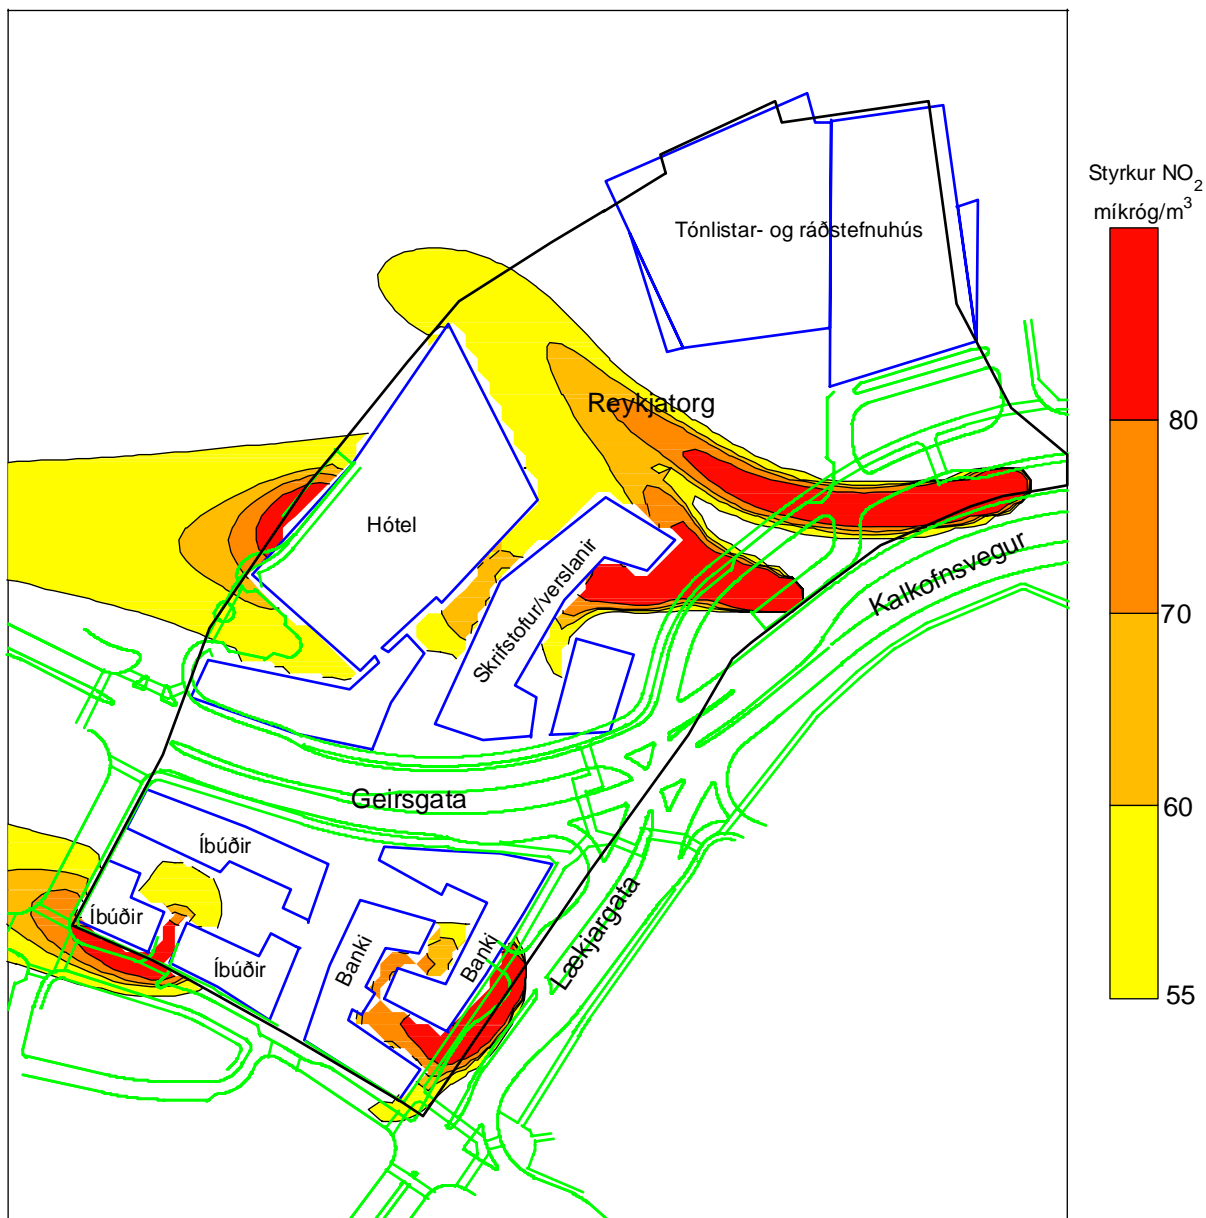 Styrkur NO2
míkróg/m3
Tónlistar- og ráðstefnuhús
Reykjatorg
80
Hótel
Skrifstofur/verslanir
Kalkofnsvegur
70
Geirsgata
60
Íbúðir
Íbúðir
Íbúðir
Banki
Banki
Lækjargata
55